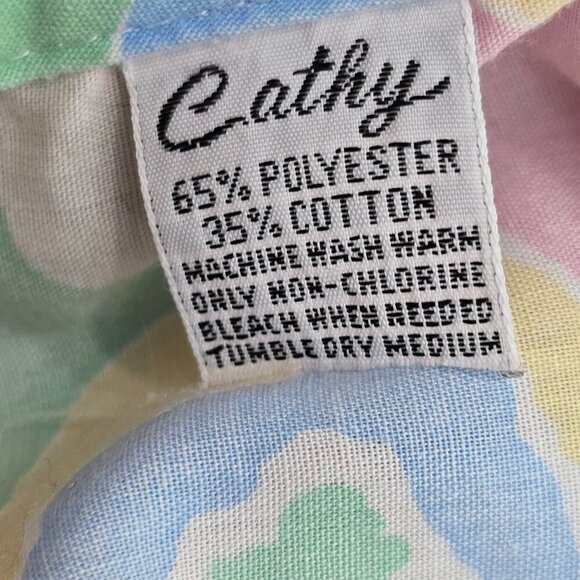 Cathy
65% POLYESTER
35% COTTON
MACHINE WASH WARM
ONLY NON-CHLORINE
BLEACH WHEN NEEDED
TUMBLE DRY MEDIUM